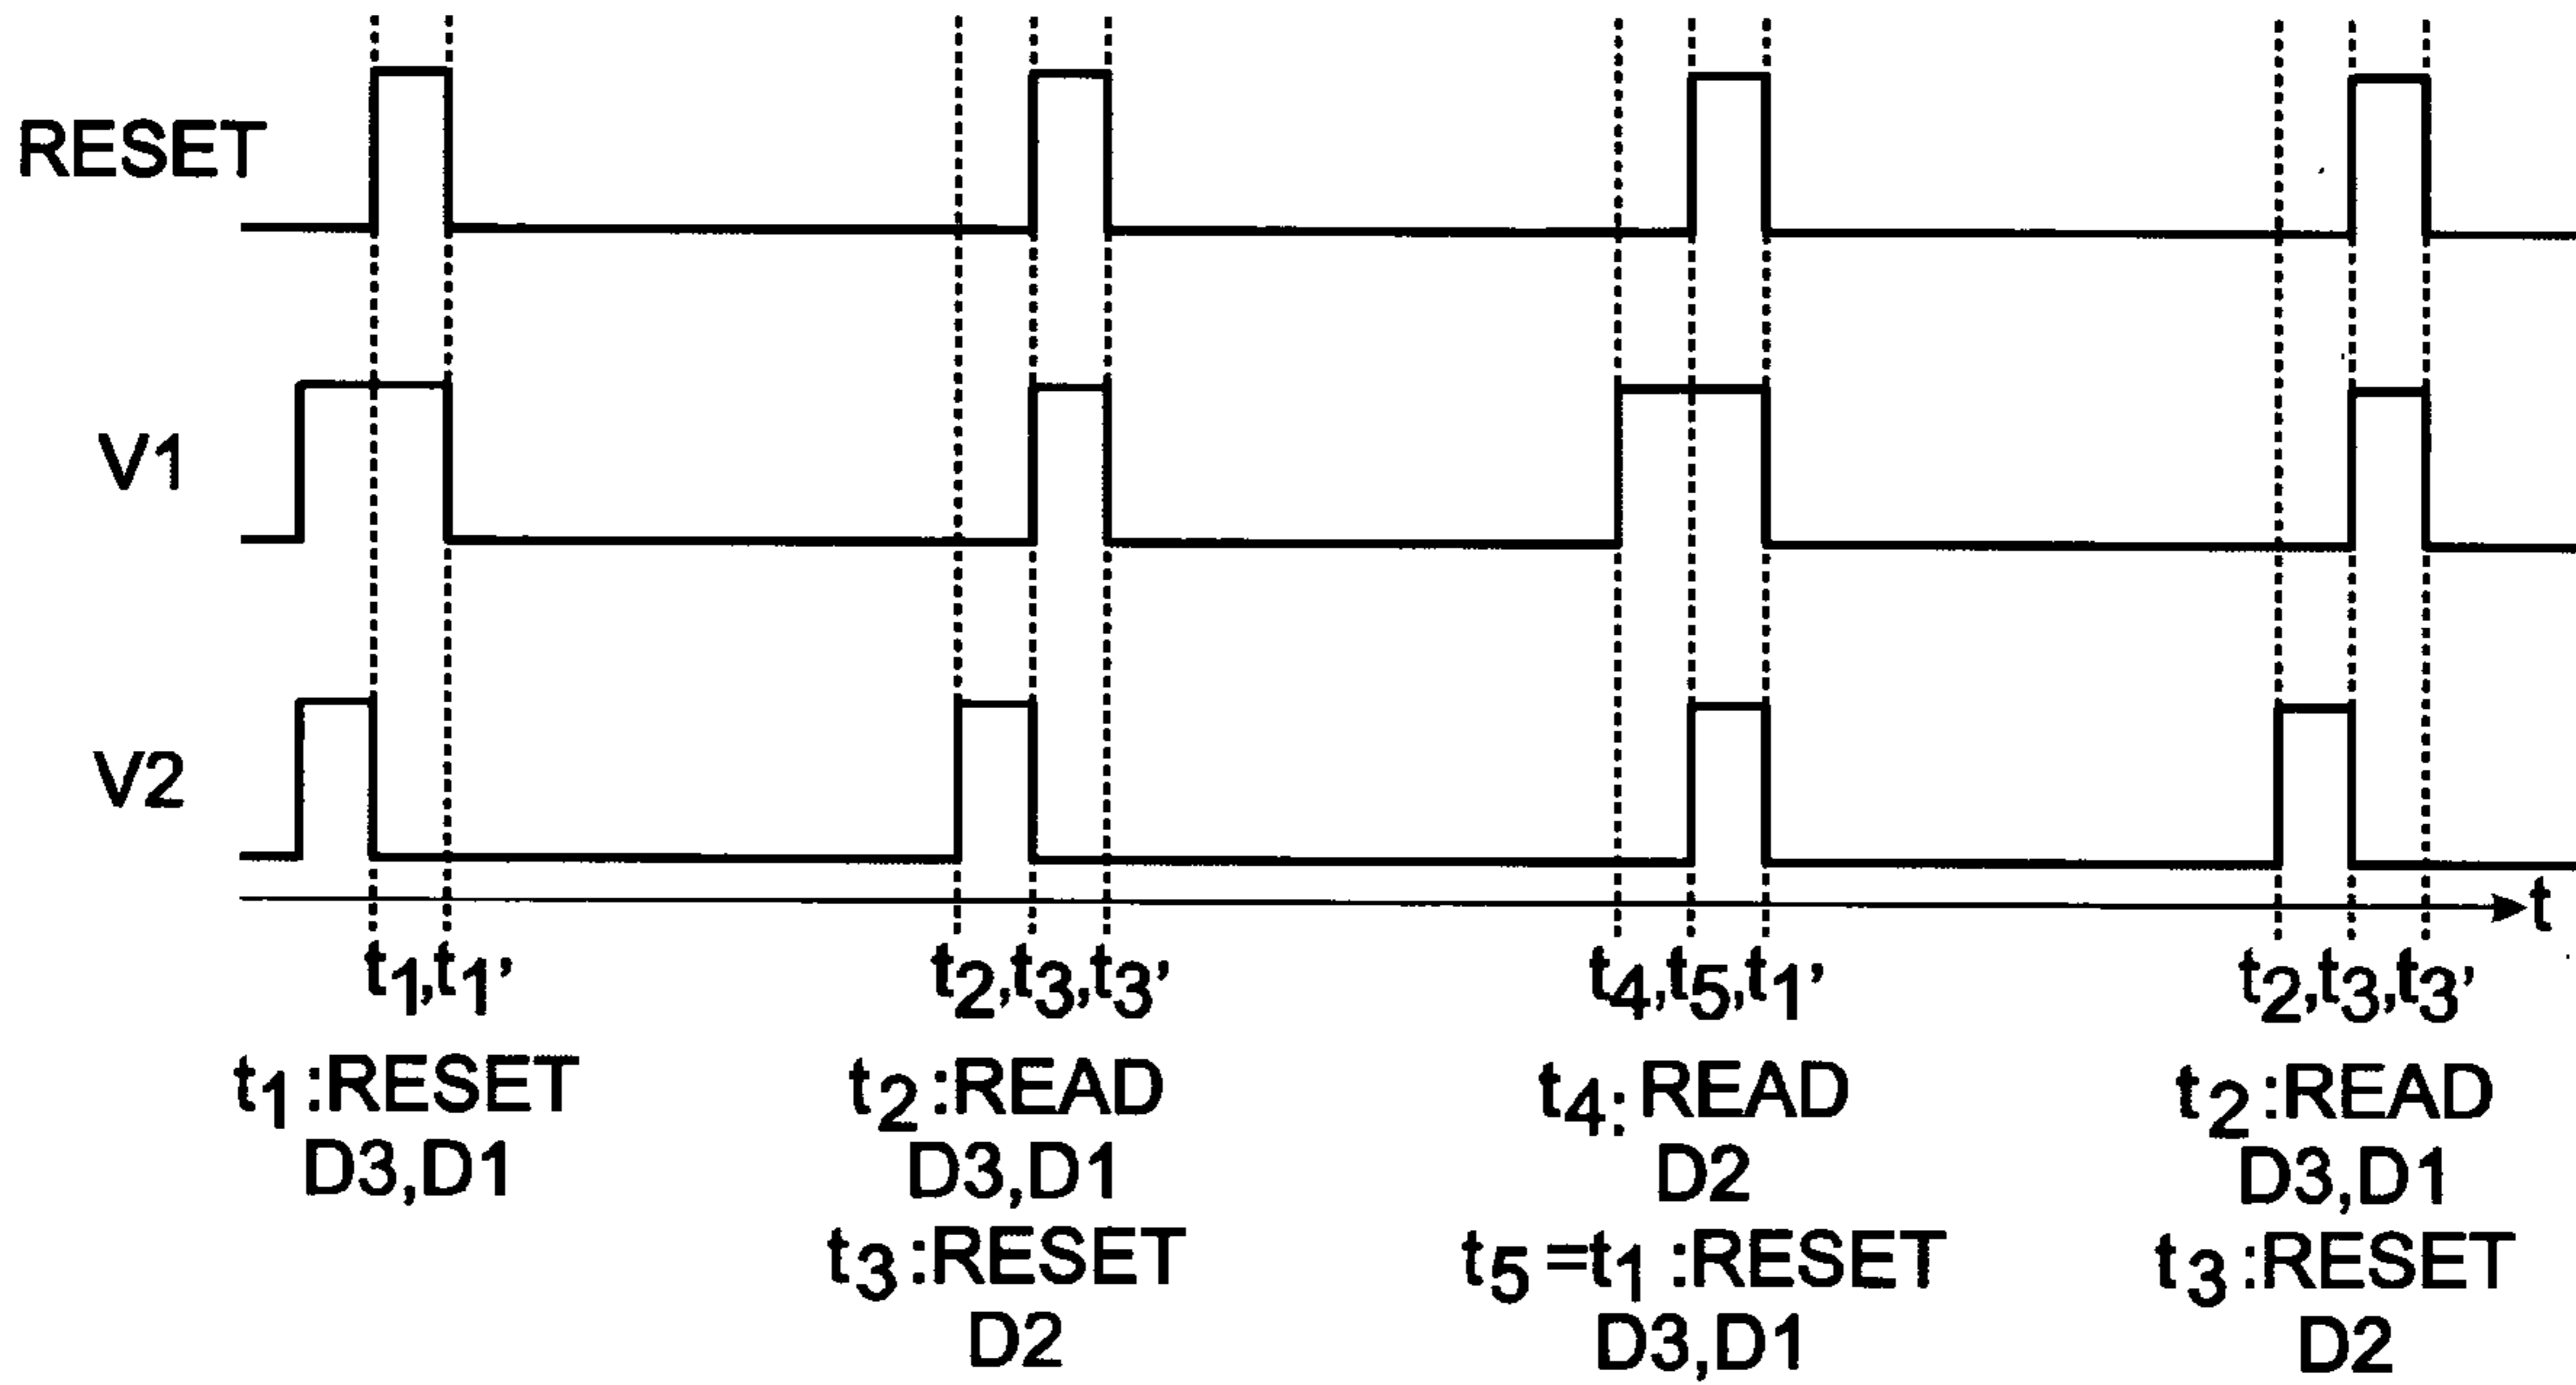 RESET
V1
V2
t
t1,t1’ t2,t3,t3’ t4,t5,t1’ t2,t3,t3’
t1:RESET
D3,D1
t2:READ
D3,D1
t3:RESET
D2
t4:READ
D2
t5=t1:RESET
D3,D1
t2:READ
D3,D1
t3:RESET
D2